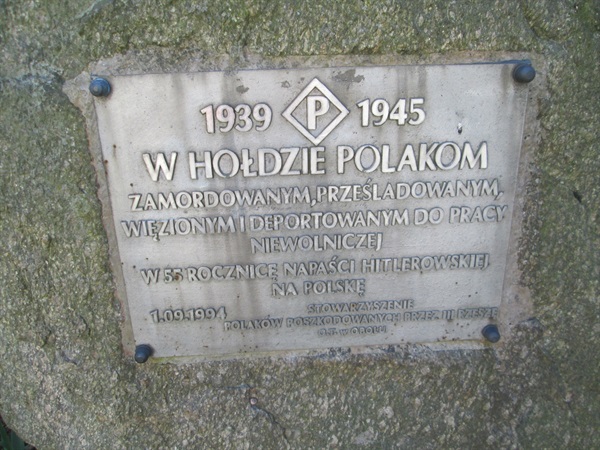 1939 P 1945
W HOŁDZIE POLAKOM
ZAMORDOWANYM, PRZEŚLADOWANYM,
WIĘZIONYM I DEPORTOWANYM DO PRACY
NIEWOLNICZEJ
W 55 ROCZNICĘ NAPAŚCI HITLEROWSKIEJ
NA POLSKĘ
1.09.1994 STOWARZYSZENIE
POLAKÓW POSZKODOWANYCH PRZEZ III RZESZĘ
W OPOLU